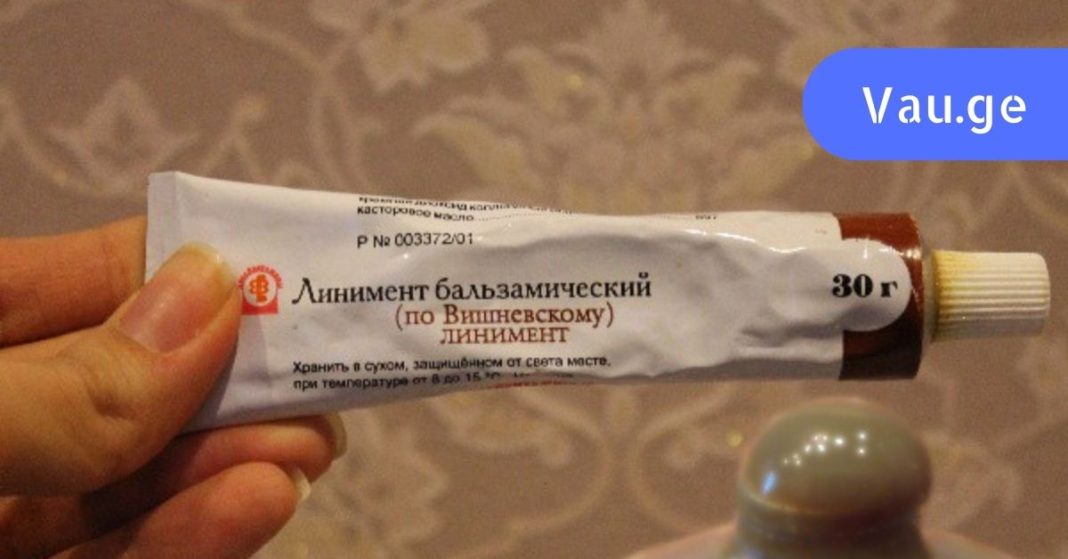 Vau.ge
касторовое масло
Р № 003372/01
Линимент бальзамический
(по Вишневскому)
ЛИНИМЕНТ
30 г
Хранить в сухом, защищённом от света месте,
при температуре от 8 до 15 °C.